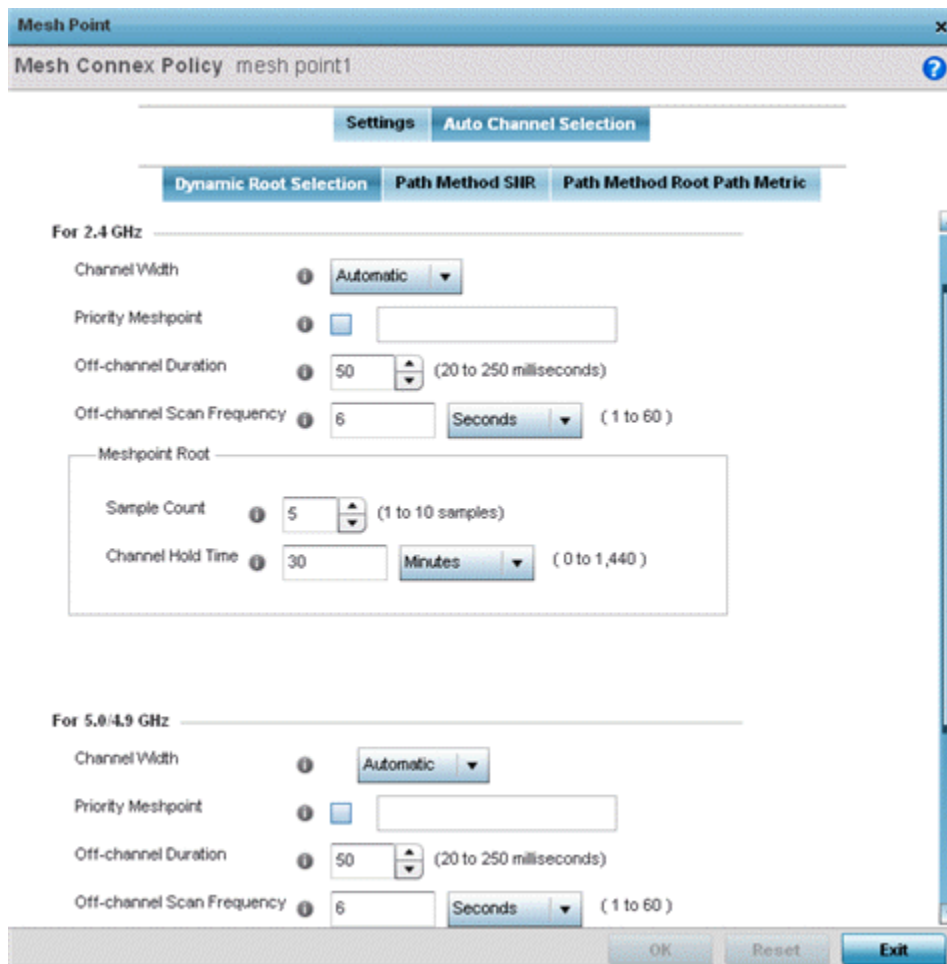 Mesh Point x
Mesh Connex Policy mesh point1 ?
Settings Auto Channel Selection
Dynamic Root Selection Path Method SNR Path Method Root Path Metric
For 2.4 GHz
Channel Width Automatic
Priority Meshpoint
Off-channel Duration 50 (20 to 250 milliseconds)
Off-channel Scan Frequency 6 Seconds ( 1 to 60 )
Meshpoint Root
Sample Count 5 (1 to 10 samples)
Channel Hold Time 30 Minutes ( 0 to 1,440 )
For 5.0/4.9 GHz
Channel Width Automatic
Priority Meshpoint
Off-channel Duration 50 (20 to 250 milliseconds)
Off-channel Scan Frequency 6 Seconds ( 1 to 60 )
OK Reset Exit